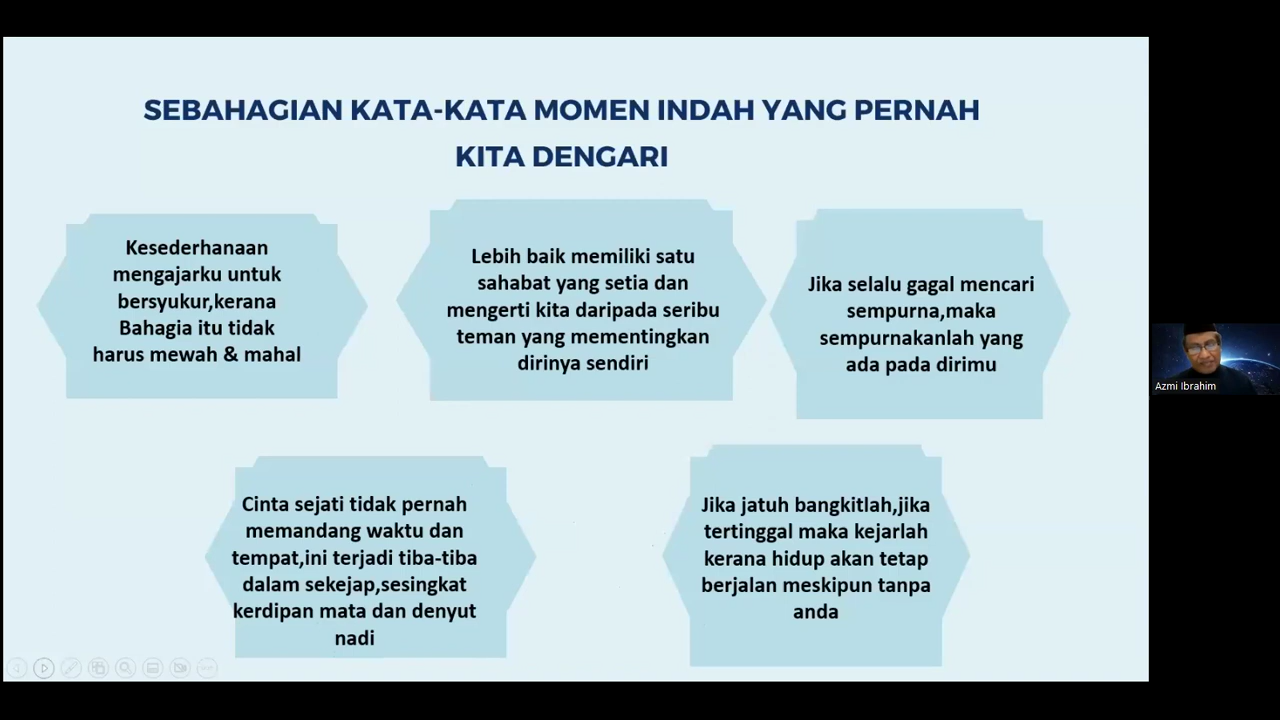 SEBAHAGIAN KATA-KATA MOMEN INDAH YANG PERNAH
KITA DENGARI
Kesederhanaan
mengajarku untuk
bersyukur,kerana
Bahagia itu tidak
harus mewah & mahal
Lebih baik memiliki satu
sahabat yang setia dan
mengerti kita daripada seribu
teman yang mementingkan
dirinya sendiri
Jika selalu gagal mencari
sempurna,maka
sempurnakanlah yang
ada pada dirimu
Cinta sejati tidak pernah
memandang waktu dan
tempat,ini terjadi tiba-tiba
dalam sekejap,sesingkat
kerdipan mata dan denyut
nadi
Jika jatuh bangkitlah,jika
tertinggal maka kejarlah
kerana hidup akan tetap
berjalan meskipun tanpa
anda
Azmi Ibrahim